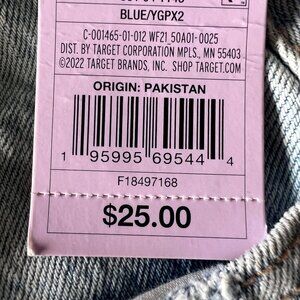 BLUE/YGPX2
C-001465-01-012 WF21 50A01-0025
DIST. BY TARGET CORPORATION MPLS., MN 55403
©2022 TARGET BRANDS, INC. SHOP TARGET.COM
ORIGIN: PAKISTAN
1 95995 69544 4
F18497168
$25.00